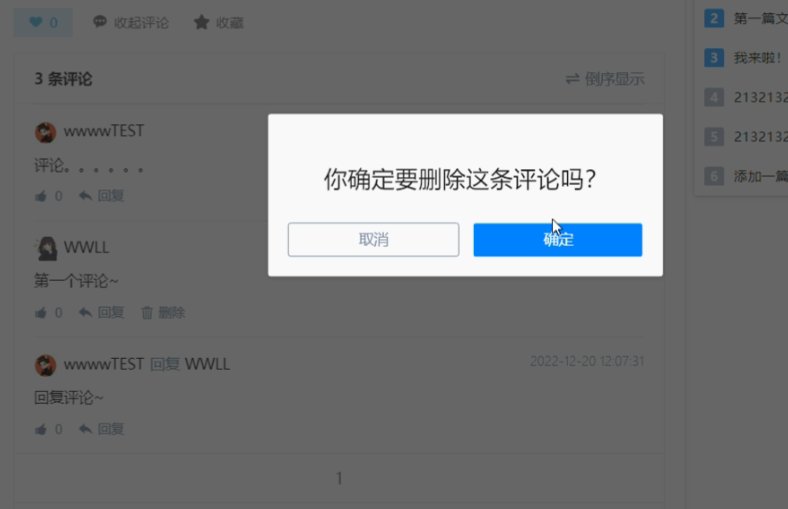 0 收起评论 收藏
3 条评论 倒序显示
wwwwTEST
评论。。。。。。
0 回复
WWLL
第一个评论~
0 回复 删除
wwwwTEST 回复 WWLL 2022-12-20 12:07:31
回复评论~
0 回复
1
你确定要删除这条评论吗?
取消 确定
2 第一篇文
3 我来啦!
4 2132132
5 2132132
6 添加一篇